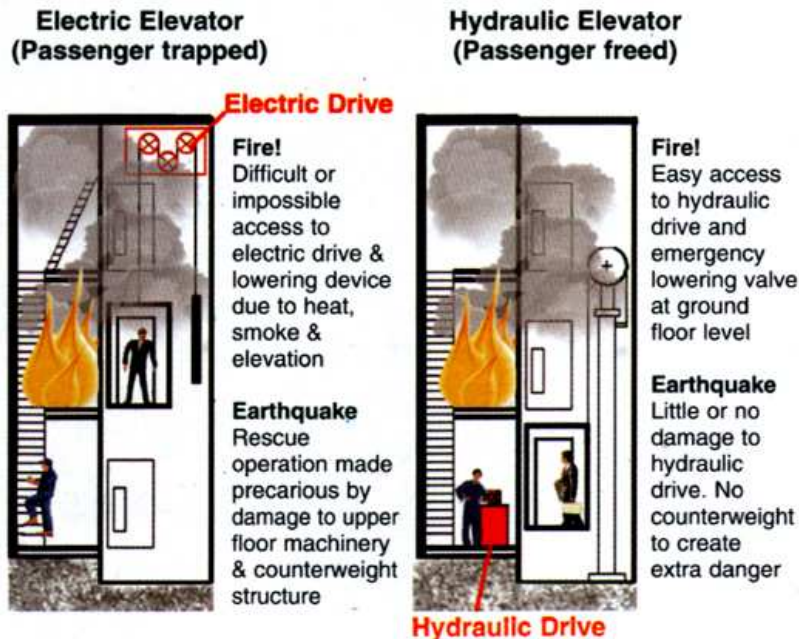 Electric Elevator
(Passenger trapped)
Electric Drive
Fire!
Difficult or
impossible
access to
electric drive &
lowering device
due to heat,
smoke &
elevation
Earthquake
Rescue
operation made
precarious by
damage to upper
floor machinery
& counterweight
structure
Hydraulic Elevator
(Passenger freed)
Fire!
Easy access
to hydraulic
drive and
emergency
lowering valve
at ground
floor level
Earthquake
Little or no
damage to
hydraulic
drive. No
counterweight
to create
extra danger
Hydraulic Drive